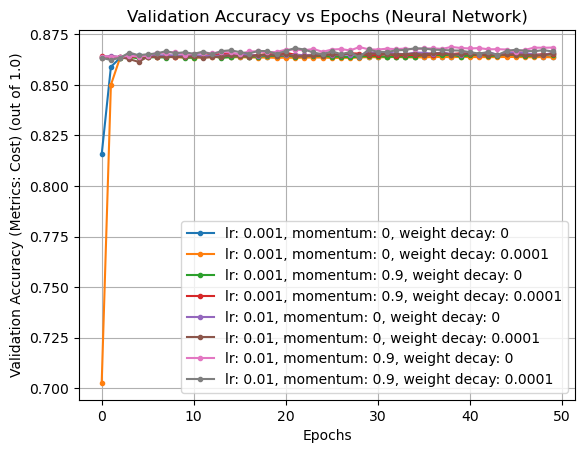 Validation Accuracy vs Epochs (Neural Network)
Validation Accuracy (Metrics: Cost) (out of 1.0)
0.875
0.850
0.825
0.800
0.775
0.750
0.725
0.700
lr: 0.001, momentum: 0, weight decay: 0
lr: 0.001, momentum: 0, weight decay: 0.0001
lr: 0.001, momentum: 0.9, weight decay: 0
lr: 0.001, momentum: 0.9, weight decay: 0.0001
lr: 0.01, momentum: 0, weight decay: 0
lr: 0.01, momentum: 0, weight decay: 0.0001
lr: 0.01, momentum: 0.9, weight decay: 0
lr: 0.01, momentum: 0.9, weight decay: 0.0001
0 10 20 30 40 50
Epochs